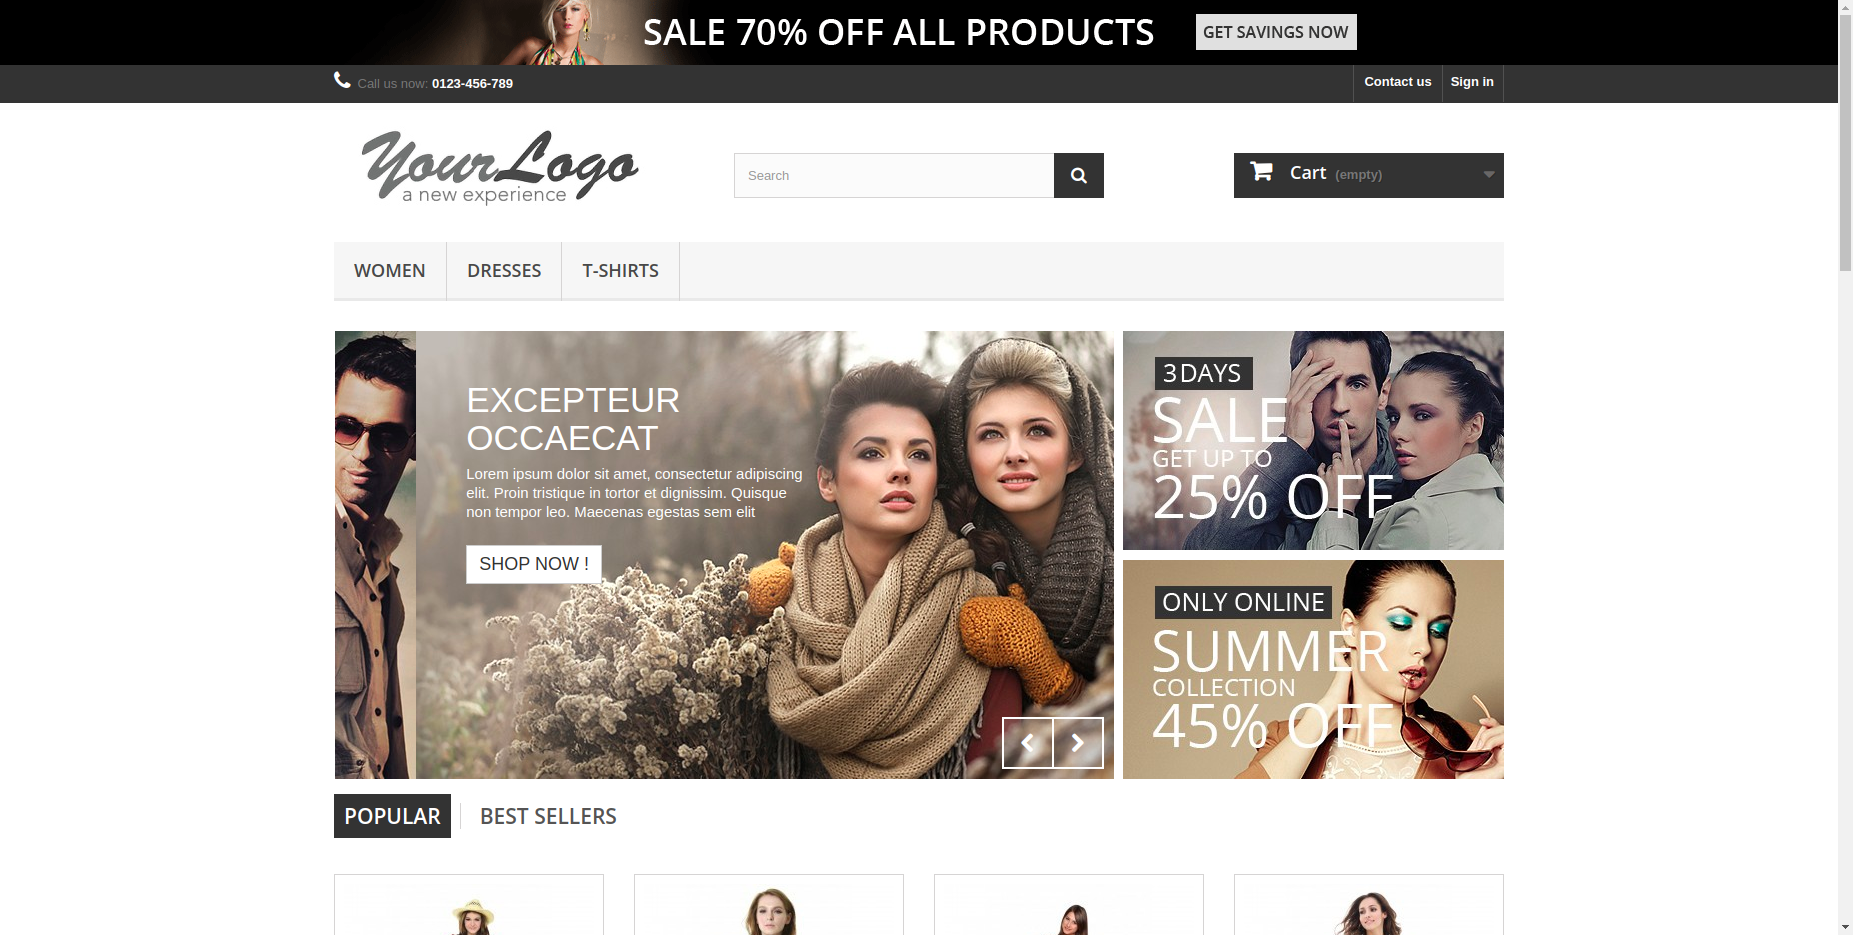 SALE 70% OFF ALL PRODUCTS GET SAVINGS NOW
Call us now: 0123-456-789 Contact us Sign in
YourLogo
a new experience
Search
Cart (empty)
WOMEN DRESSES T-SHIRTS
EXCEPTEUR
OCCAECAT
Lorem ipsum dolor sit amet, consectetur adipiscing
elit. Proin tristique in tortor et dignissim. Quisque
non tempor leo. Maecenas egestas sem elit
SHOP NOW !
3DAYS
SALE
GET UP TO
25% OFF
ONLY ONLINE
SUMMER
COLLECTION
45% OFF
POPULAR BEST SELLERS